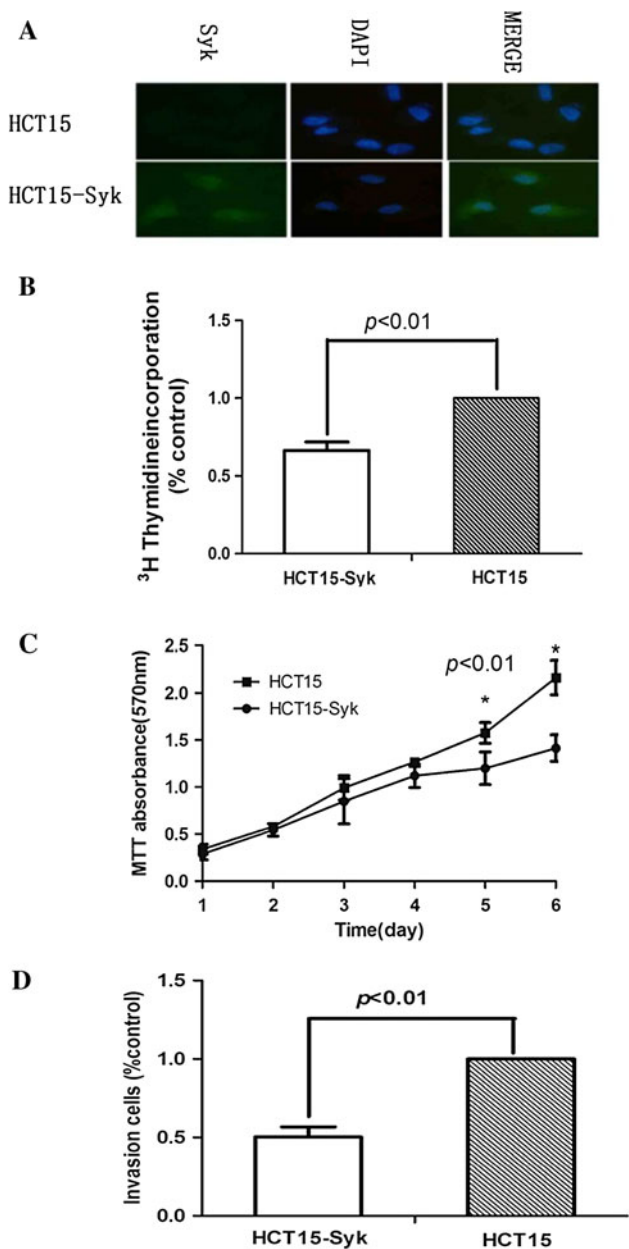 A
Syk
DAPI
MERGE
HCT15
HCT15-Syk
B
³H Thymidineincorporation
(% control)
1.5
1.0
0.5
0.0
p<0.01
HCT15-Syk
HCT15
C
MTT absorbance(570nm)
2.5
2.0
1.5
1.0
0.5
0.0
HCT15
HCT15-Syk
p<0.01
*
*
1
2
3
4
5
6
Time(day)
D
Invasion cells (%control)
1.5
1.0
0.5
0.0
p<0.01
HCT15-Syk
HCT15